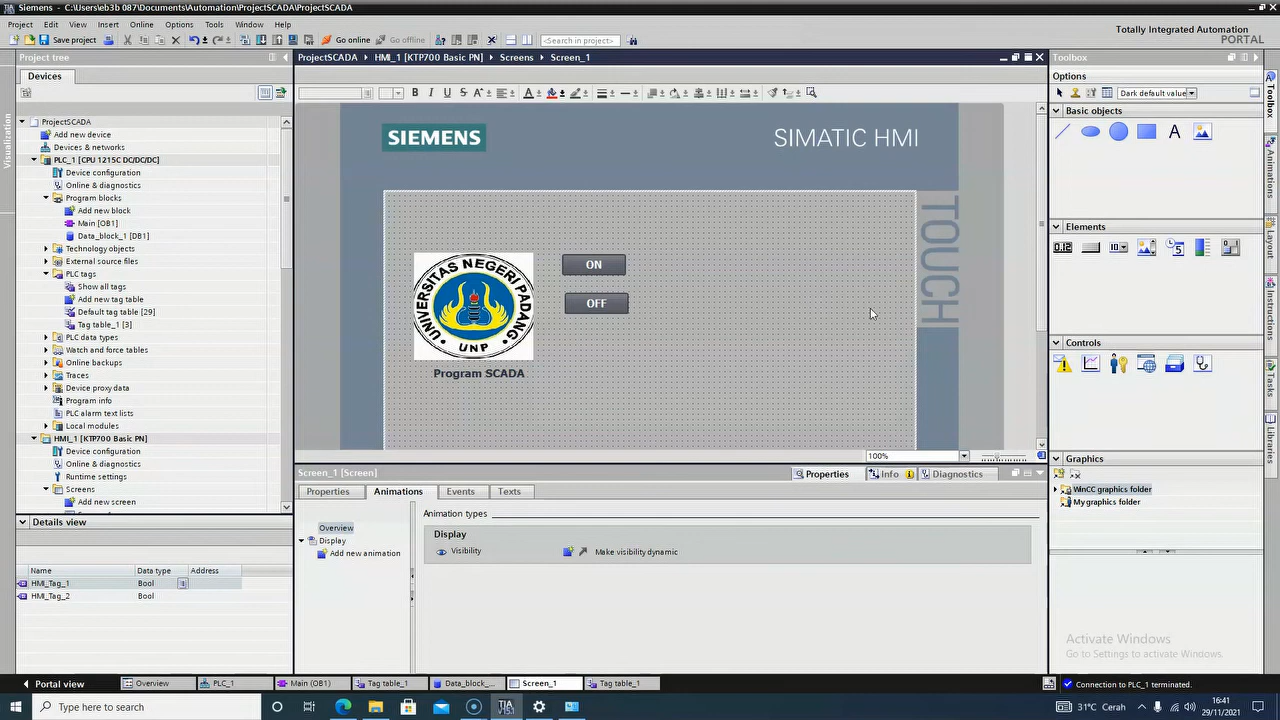 Siemens - C:\Users\eb3b 087\Documents\Automation\ProjectSCADA\ProjectSCADA
Project Edit View Insert Online Options Tools Window Help
Totally Integrated Automation
PORTAL
Save project Go online Go offline <Search in project>
Project tree
ProjectSCADA HMI_1 [KTP700 Basic PN] Screens Screen_1
Toolbox
Devices
Options
Dark default value
Basic objects
ProjectSCADA
Add new device
Devices & networks
PLC_1 [CPU 1215C DC/DC/DC]
Device configuration
Online & diagnostics
Program blocks
Add new block
Main [OB1]
Data_block_1 [DB1]
Technology objects
External source files
PLC tags
Show all tags
Add new tag table
Default tag table [29]
Tag table_1 [3]
PLC data types
Watch and force tables
Online backups
Traces
Device proxy data
Program info
PLC alarm text lists
Local modules
HMI_1 [KTP700 Basic PN]
Device configuration
Online & diagnostics
Runtime settings
Screens
Add new screen
Visualization
SIEMENS
SIMATIC HMI
TOUCH
UNIVERSITAS NEGERI PADANG
UNP
Program SCADA
ON
OFF
100%
Elements
Controls
Graphics
WinCC graphics folder
My graphics folder
Toolbox
Animations
Layout
Instructions
Tasks
Libraries
Screen_1 [Screen]
Properties Info Diagnostics
Properties Animations Events Texts
Overview
Display
Add new animation
Animation types
Display
Visibility
Make visibility dynamic
Details view
Name Data type Address
HMI_Tag_1 Bool
HMI_Tag_2 Bool
Activate Windows
Go to Settings to activate Windows.
Portal view Overview PLC_1 Main (OB1) Tag table_1 Data_block_... Screen_1 Tag table_1
Connection to PLC_1 terminated.
Type here to search
31°C Cerah
16:41
29/11/2021